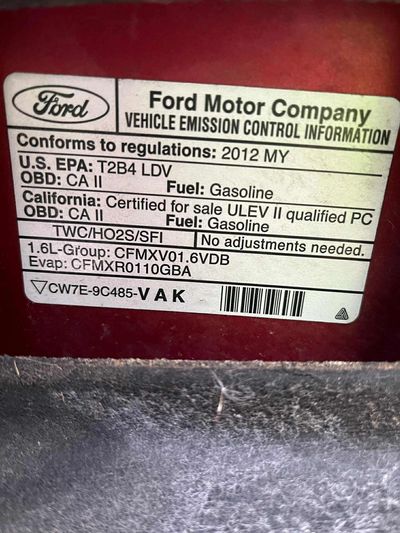 Ford
Ford Motor Company
VEHICLE EMISSION CONTROL INFORMATION
Conforms to regulations: 2012 MY
U.S. EPA: T2B4 LDV
OBD: CA II Fuel: Gasoline
California: Certified for sale ULEV II qualified PC
OBD: CA II Fuel: Gasoline
TWC/HO2S/SFI No adjustments needed.
1.6L-Group: CFMXV01.6VDB
Evap: CFMXR0110GBA
CW7E-9C485-VAK